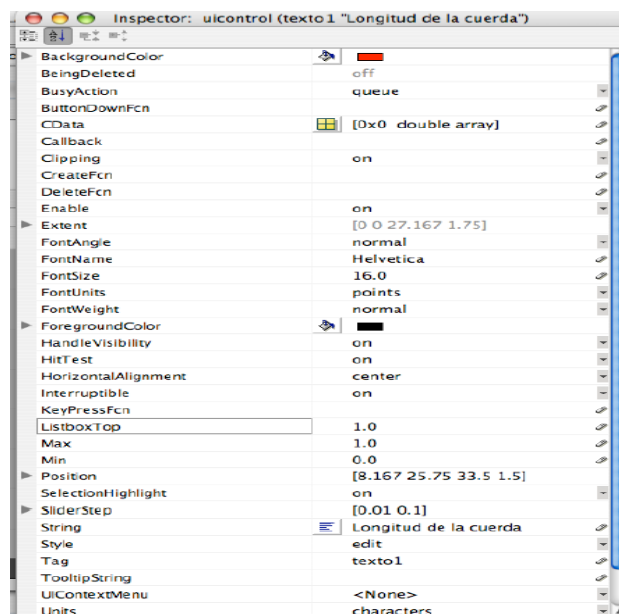 Inspector: uicontrol (texto1 "Longitud de la cuerda")
BackgroundColor
BeingDeleted off
BusyAction queue
ButtonDownFcn
CData [0x0 double array]
Callback
Clipping on
CreateFcn
DeleteFcn
Enable on
Extent [0 0 27.167 1.75]
FontAngle normal
FontName Helvetica
FontSize 16.0
FontUnits points
FontWeight normal
ForegroundColor
HandleVisibility on
HitTest on
HorizontalAlignment center
Interruptible on
KeyPressFcn
ListboxTop 1.0
Max 1.0
Min 0.0
Position [8.167 25.75 33.5 1.5]
SelectionHighlight on
SliderStep [0.01 0.1]
String Longitud de la cuerda
Style edit
Tag texto1
TooltipString
UIContextMenu <None>
Units characters